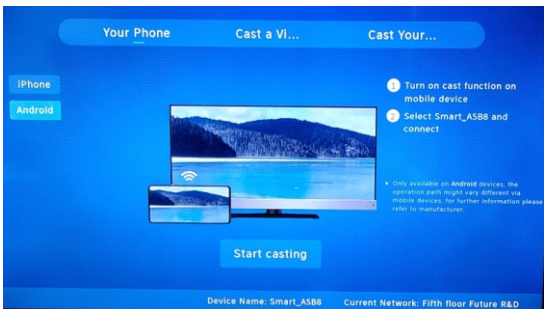 Your Phone
Cast a Vi...
Cast Your...
iPhone
Android
1 Turn on cast function on
mobile device
2 Select Smart_A5B8 and
connect
• Only available on Android devices, the
operation path might vary different via
mobile devices, for further information please
refer to manufacturer.
Start casting
Device Name: Smart_A5B8
Current Network: Fifth floor Future R&D